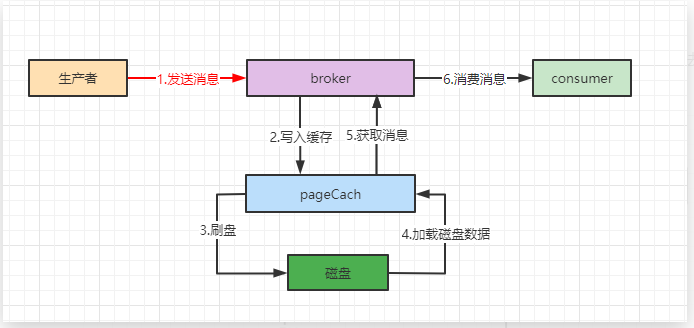 生产者
1.发送消息
broker
6.消费消息
consumer
2.写入缓存
5.获取消息
pageCach
3.刷盘
4.加载磁盘数据
磁盘